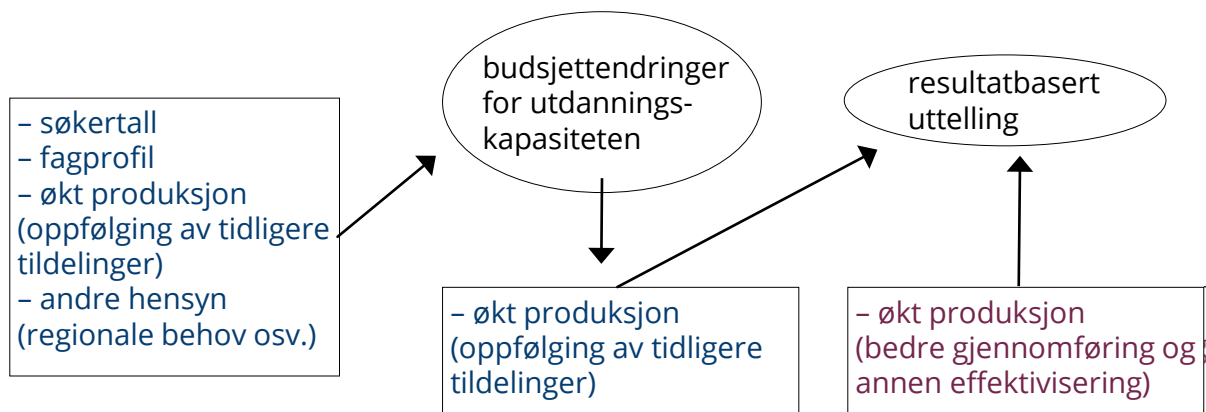 – søkertall
– fagprofil
– økt produksjon
(oppfølging av tidligere
tildelinger)
– andre hensyn
(regionale behov osv.)
budsjettendringer
for utdannings-
kapasiteten
resultatbasert
uttelling
– økt produksjon
(oppfølging av tidligere
tildelinger)
– økt produksjon
(bedre gjennomføring og
annen effektivisering)